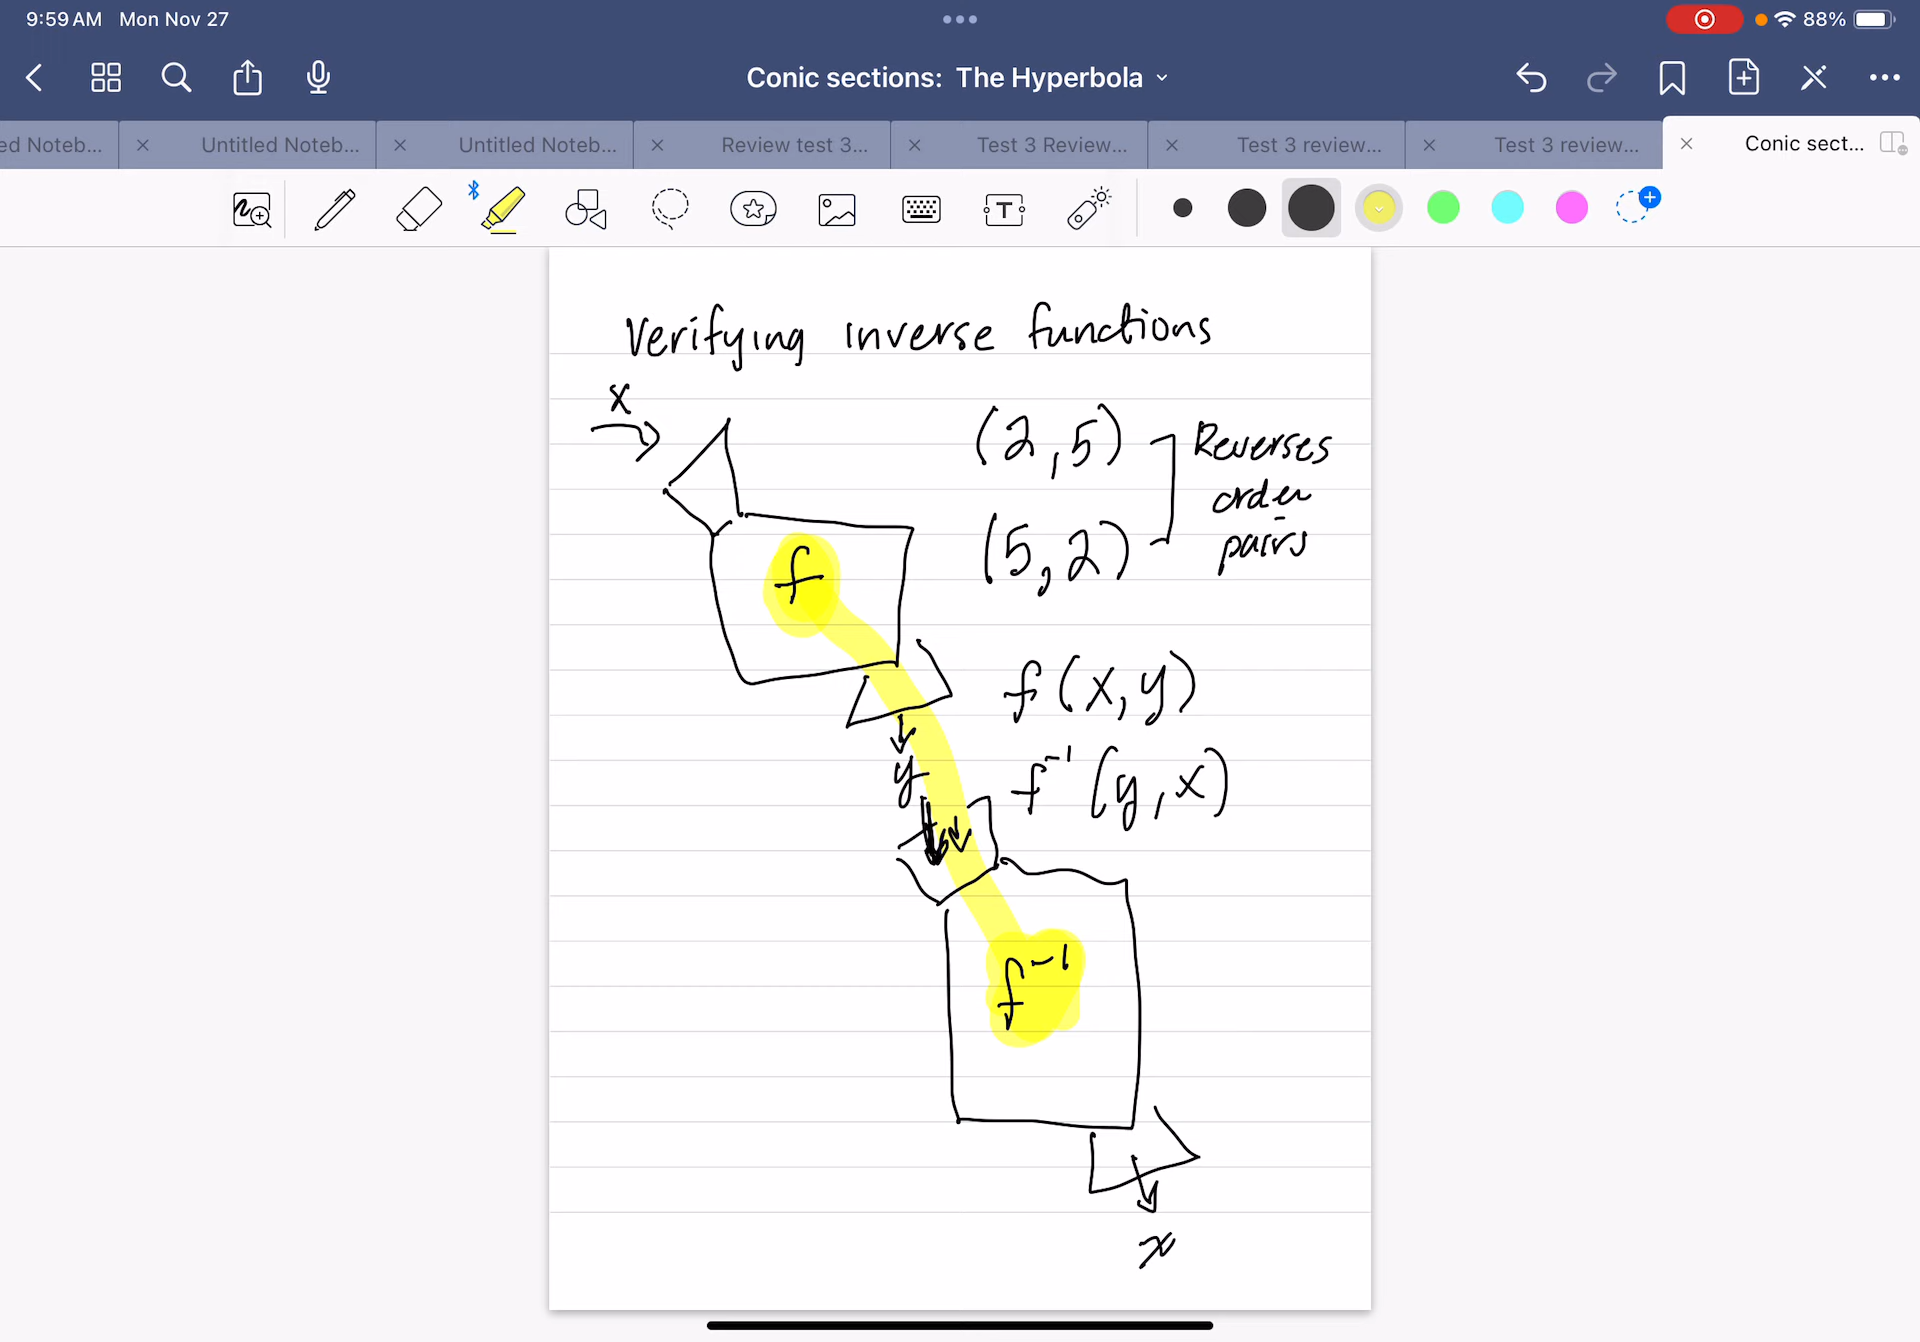 9:59 AM Mon Nov 27
88%
Conic sections: The Hyperbola
ed Noteb...
Untitled Noteb...
Untitled Noteb...
Review test 3...
Test 3 Review...
Test 3 review...
Test 3 review...
Conic sect...
T
Verifying inverse functions
x
(2,5)
Reverses
order
(5,2)
pairs
f
f(x,y)
y
f⁻¹(y,x)
f⁻¹
x